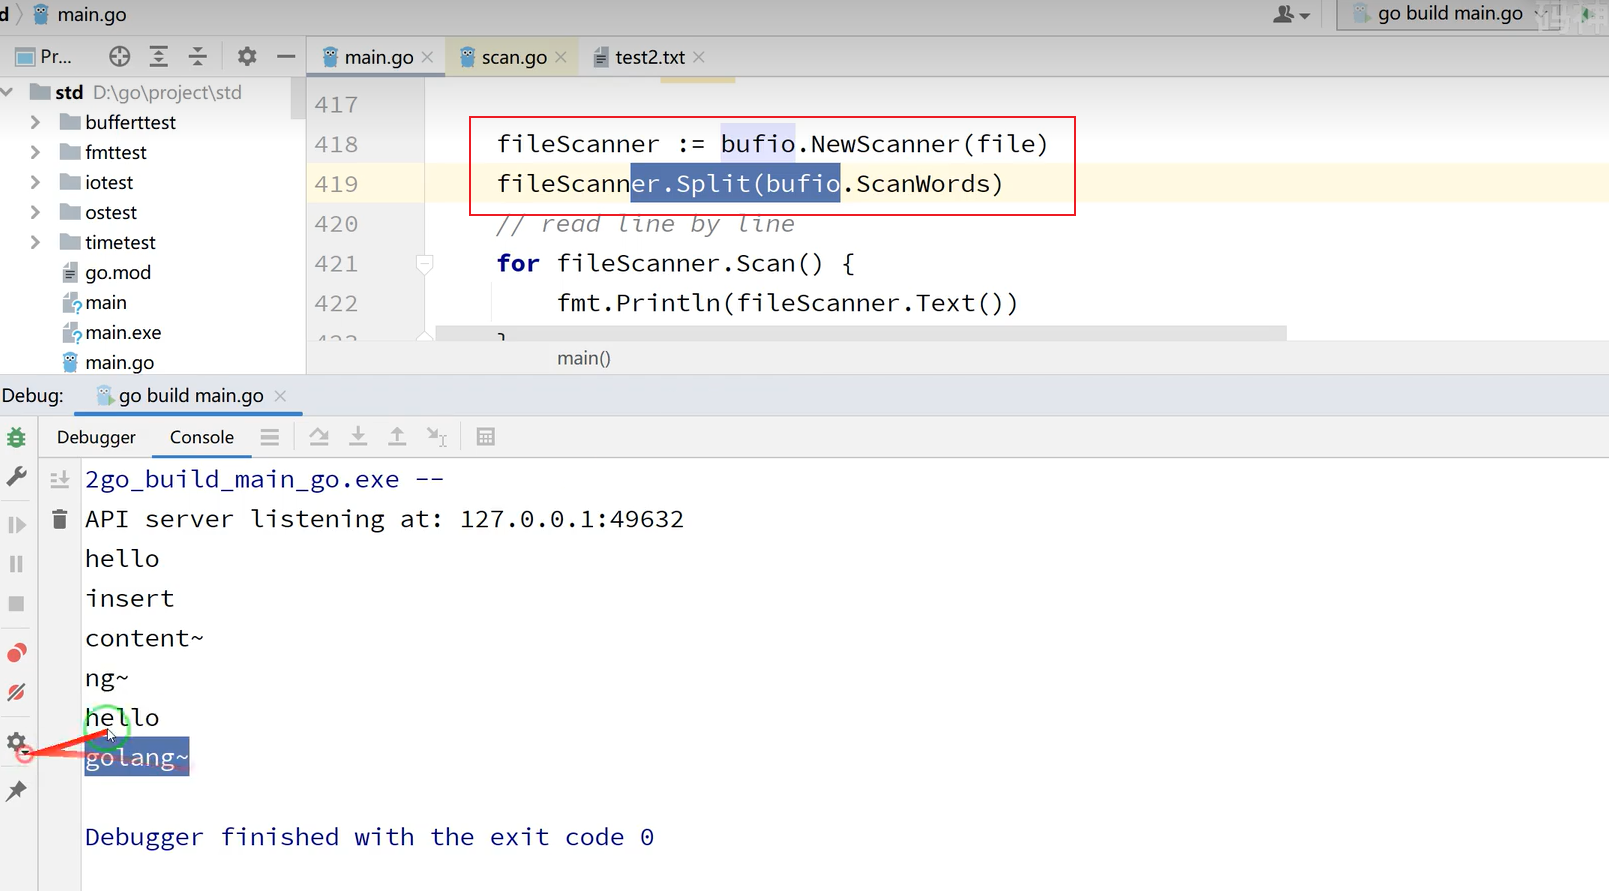 d main.go go build main.go 码神
Pr... main.go scan.go test2.txt
std D:\go\project\std
bufferttest
fmttest
iotest
ostest
timetest
go.mod
main
main.exe
main.go
417
418 fileScanner := bufio.NewScanner(file)
419 fileScanner.Split(bufio.ScanWords)
420 // read line by line
421 for fileScanner.Scan() {
422 fmt.Println(fileScanner.Text())
main()
Debug: go build main.go
Debugger Console
2go_build_main_go.exe --
API server listening at: 127.0.0.1:49632
hello
insert
content~
ng~
hello
golang~
Debugger finished with the exit code 0